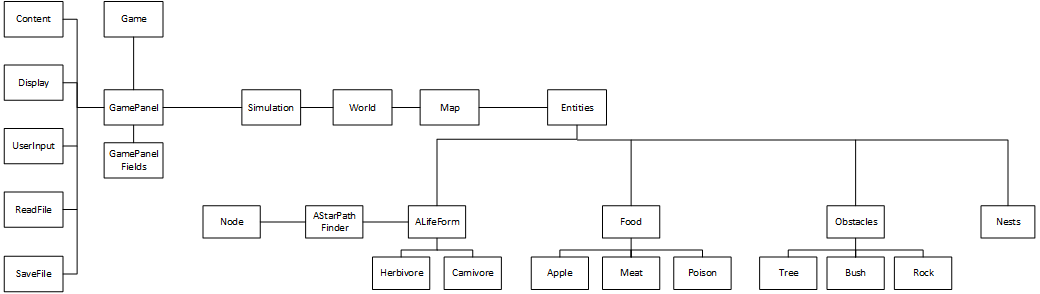 Content
Game
Display
GamePanel
Simulation
World
Map
Entities
UserInput
GamePanel
Fields
ReadFile
Node
AStarPath
Finder
ALifeForm
Food
Obstacles
Nests
SaveFile
Herbivore
Carnivore
Apple
Meat
Poison
Tree
Bush
Rock